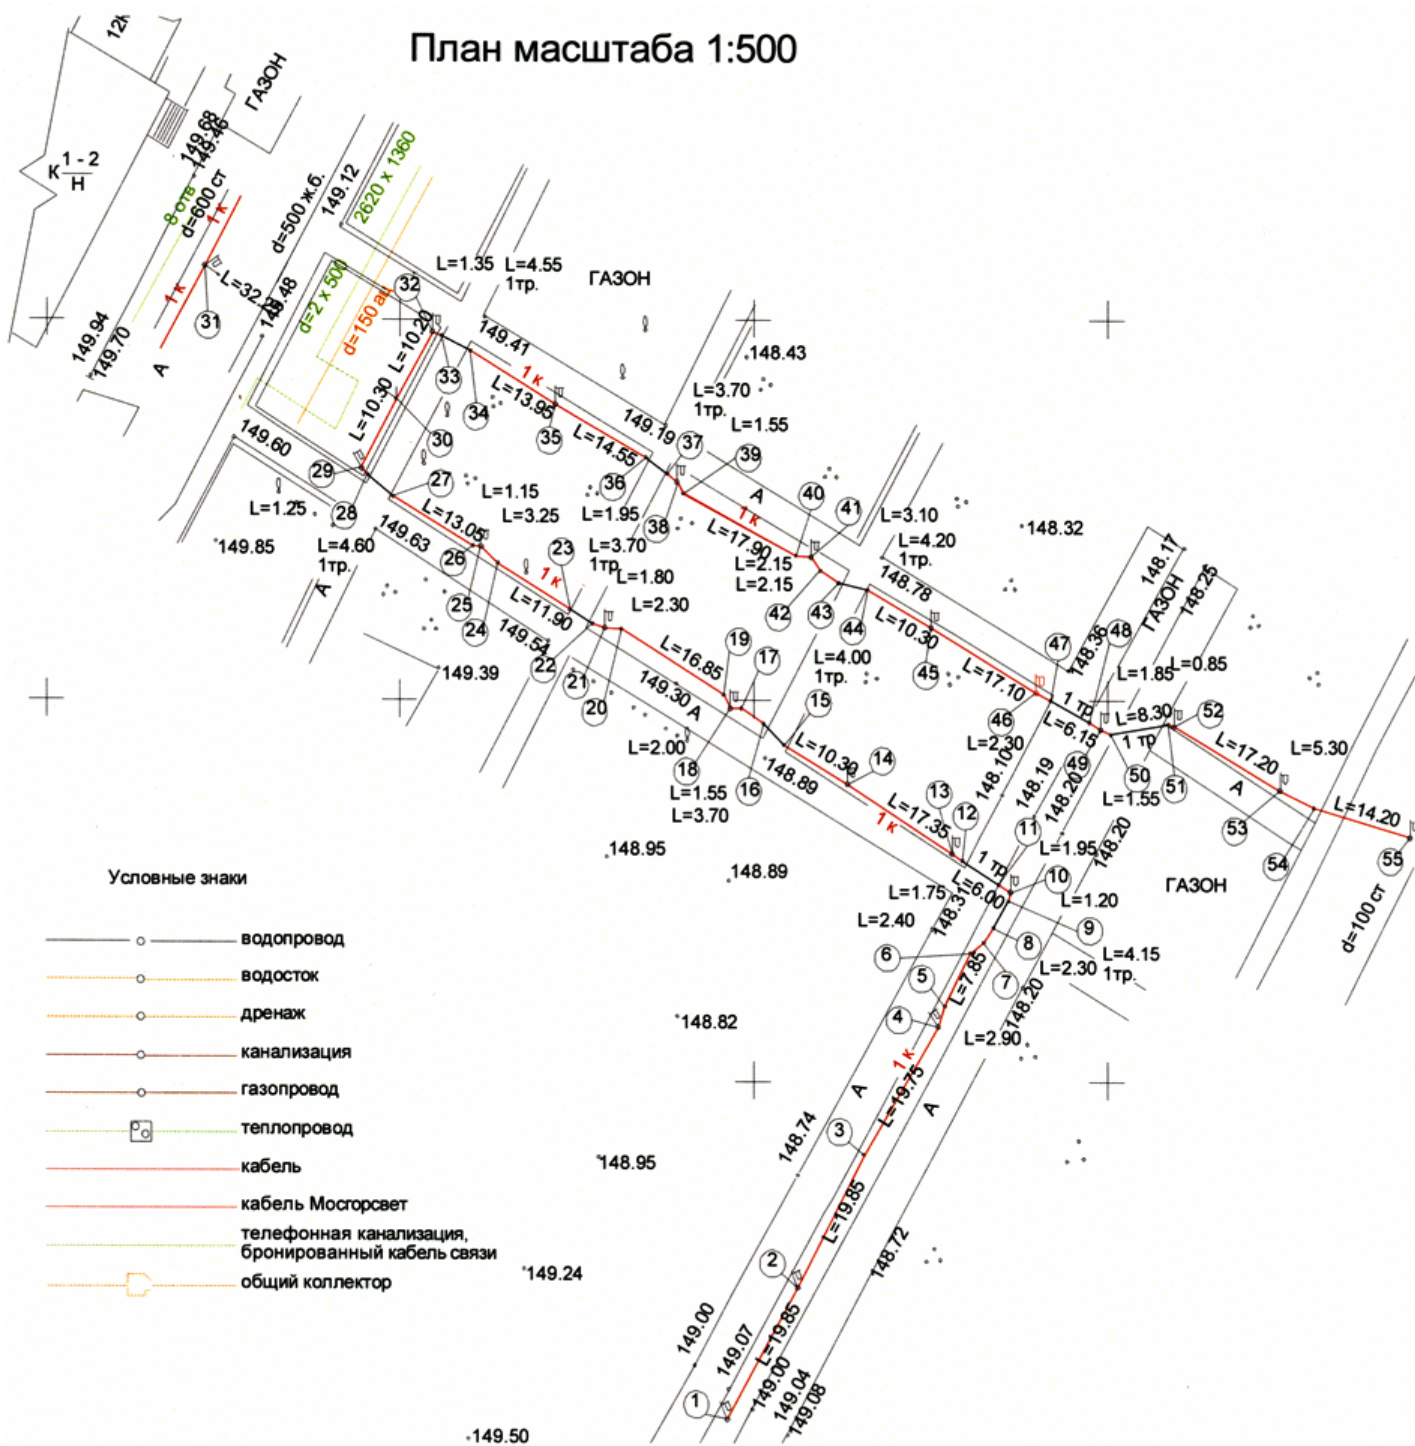 План масштаба 1:500
ГАЗОН
К 1 - 2
Н
149.68
149.46
8 отв
d=600 ст
1 к
1 к
L=32.
149.94
149.70
А
d=500 ж.б.
149.12
2620 x 1360
149.48
d=2 x 500
d=150 ац
31
32
L=1.35
L=4.55
1тр.
ГАЗОН
149.41
L=10.20
L=10.30
33
34
30
1 к
L=13.95
35
L=14.55
149.19
148.43
L=3.70
1тр.
L=1.55
37
39
36
38
149.60
29
28
27
L=1.25
149.85
L=4.60
1тр.
А
149.63
L=13.05
L=1.15
L=3.25
L=1.95
L=3.70
1тр.
L=1.80
L=2.30
26
25
24
23
1 к
L=11.90
149.54
22
21
20
149.39
149.30
А
L=16.85
19
17
18
16
15
А
1 к
L=17.90
40
41
L=2.15
L=2.15
42
43
44
L=3.10
L=4.20
1тр.
148.32
148.78
148.17
ГАЗОН
148.25
148.36
L=10.30
45
L=4.00
1тр.
L=17.10
46
47
48
1 тр
L=6.15
L=1.85
L=0.85
L=8.30
1 тр
49
50
51
52
L=17.20
А
L=5.30
L=14.20
53
54
55
d=100 ст
L=2.00
L=1.55
L=3.70
148.89
L=10.30
14
L=17.35
1 к
13
12
L=2.30
148.10
148.19
148.20
L=1.55
11
1 тр
L=6.00
L=1.95
148.20
10
L=1.20
9
ГАЗОН
148.95
148.89
L=1.75
L=2.40
148.31
6
5
4
7
8
L=7.85
L=2.30
L=4.15
1тр.
148.20
L=2.90
148.82
1 к
L=19.75
А
А
3
148.74
148.95
L=19.85
148.72
2
149.24
149.00
149.07
L=19.85
149.00
149.04
149.08
1
149.50
Условные знаки
водопровод
водосток
дренаж
канализация
газопровод
теплопровод
кабель
кабель Мосгорсвет
телефонная канализация,
бронированный кабель связи
общий коллектор